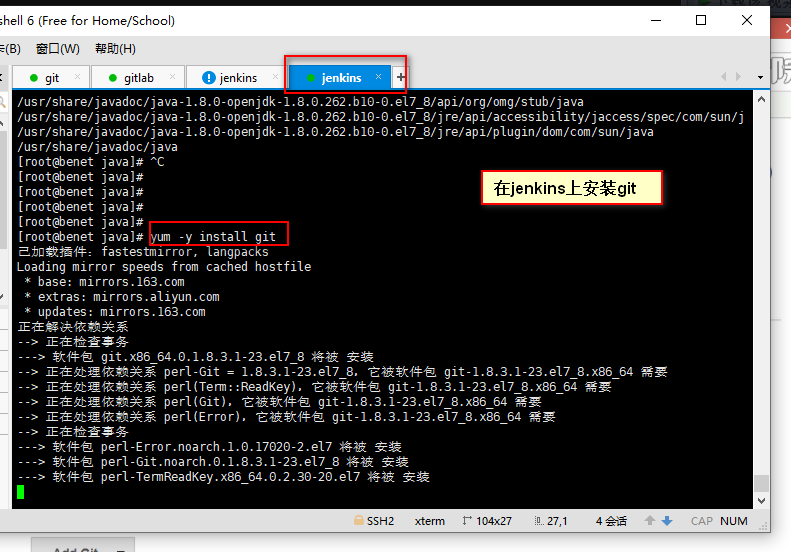 shell 6 (Free for Home/School)
(B) 窗口(W) 帮助(H)
git gitlab jenkins jenkins +
/usr/share/javadoc/java-1.8.0-openjdk-1.8.0.262.b10-0.el7_8/api/org/omg/stub/java
/usr/share/javadoc/java-1.8.0-openjdk-1.8.0.262.b10-0.el7_8/jre/api/accessibility/jaccess/spec/com/sun/j
/usr/share/javadoc/java-1.8.0-openjdk-1.8.0.262.b10-0.el7_8/jre/api/plugin/dom/com/sun/java
/usr/share/javadoc/java
[root@benet java]# ^C
[root@benet java]#
[root@benet java]#
[root@benet java]#
[root@benet java]#
在jenkins上安装git
[root@benet java]# yum -y install git
已加载插件：fastestmirror, langpacks
Loading mirror speeds from cached hostfile
* base: mirrors.163.com
* extras: mirrors.aliyun.com
* updates: mirrors.163.com
正在解决依赖关系
--> 正在检查事务
---> 软件包 git.x86_64.0.1.8.3.1-23.el7_8 将被 安装
--> 正在处理依赖关系 perl-Git = 1.8.3.1-23.el7_8，它被软件包 git-1.8.3.1-23.el7_8.x86_64 需要
--> 正在处理依赖关系 perl(Term::ReadKey)，它被软件包 git-1.8.3.1-23.el7_8.x86_64 需要
--> 正在处理依赖关系 perl(Git)，它被软件包 git-1.8.3.1-23.el7_8.x86_64 需要
--> 正在处理依赖关系 perl(Error)，它被软件包 git-1.8.3.1-23.el7_8.x86_64 需要
--> 正在检查事务
---> 软件包 perl-Error.noarch.1.0.17020-2.el7 将被 安装
---> 软件包 perl-Git.noarch.0.1.8.3.1-23.el7_8 将被 安装
---> 软件包 perl-TermReadKey.x86_64.0.2.30-20.el7 将被 安装
SSH2 xterm 104x27 27,1 4 会话 CAP NUM
Add Git